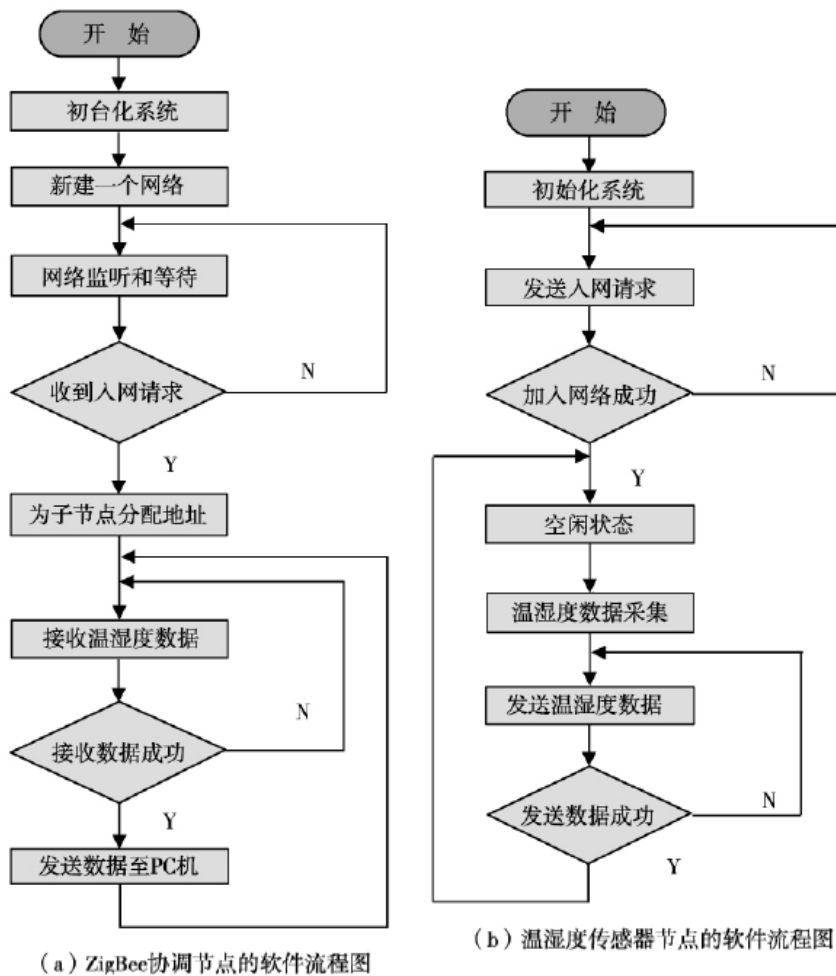 开 始
初台化系统
新建一个网络
网络监听和等待
收到入网请求
N
Y
为子节点分配地址
接收温湿度数据
接收数据成功
N
Y
发送数据至PC机
(a)ZigBee协调节点的软件流程图
开 始
初始化系统
发送入网请求
加入网络成功
N
Y
空闲状态
温湿度数据采集
发送温湿度数据
发送数据成功
N
Y
(b)温湿度传感器节点的软件流程图